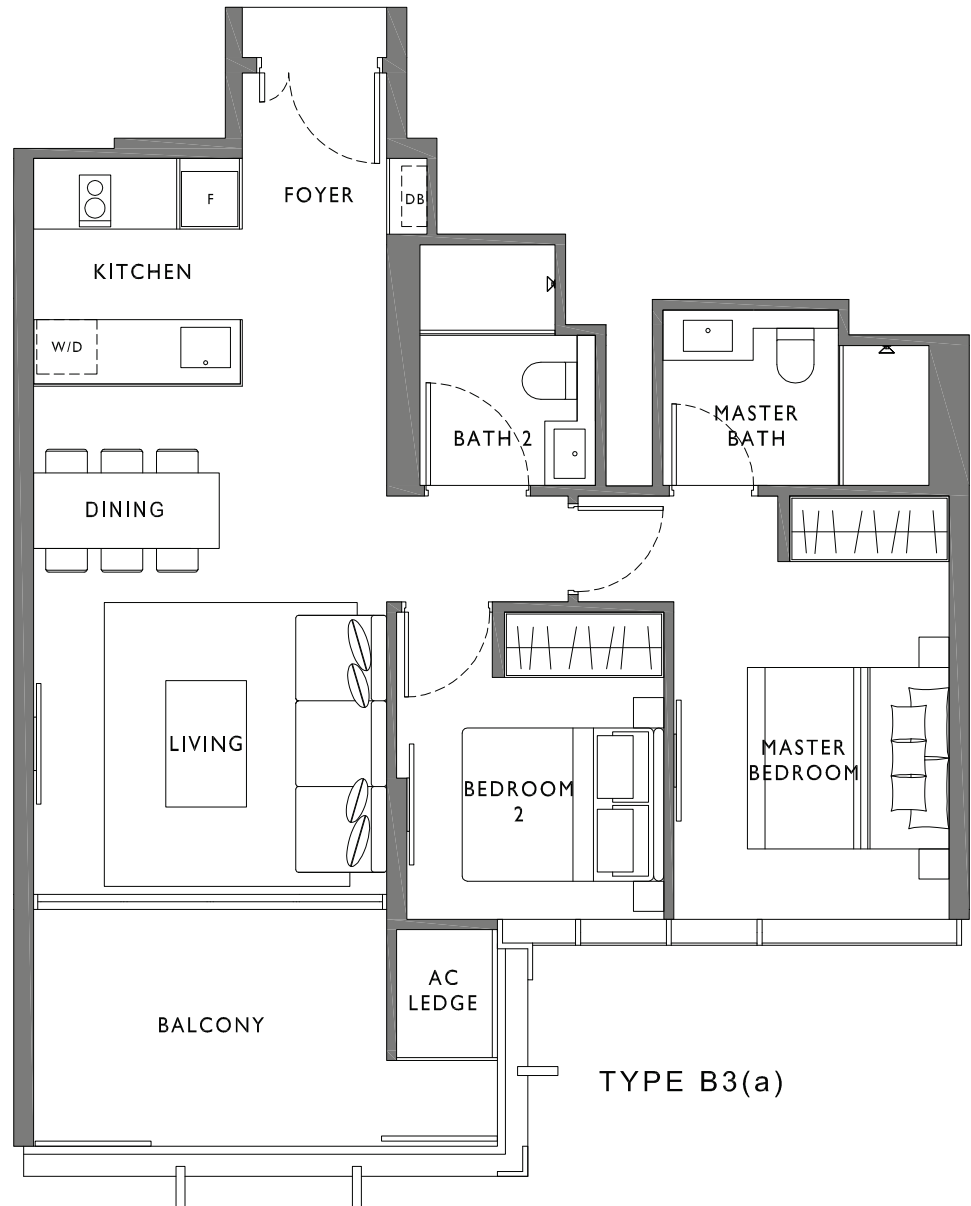 FOYER
F
DB
KITCHEN
W/D
BATH 2
MASTER
BATH
DINING
LIVING
BEDROOM
2
MASTER
BEDROOM
AC
LEDGE
BALCONY
TYPE B3(a)